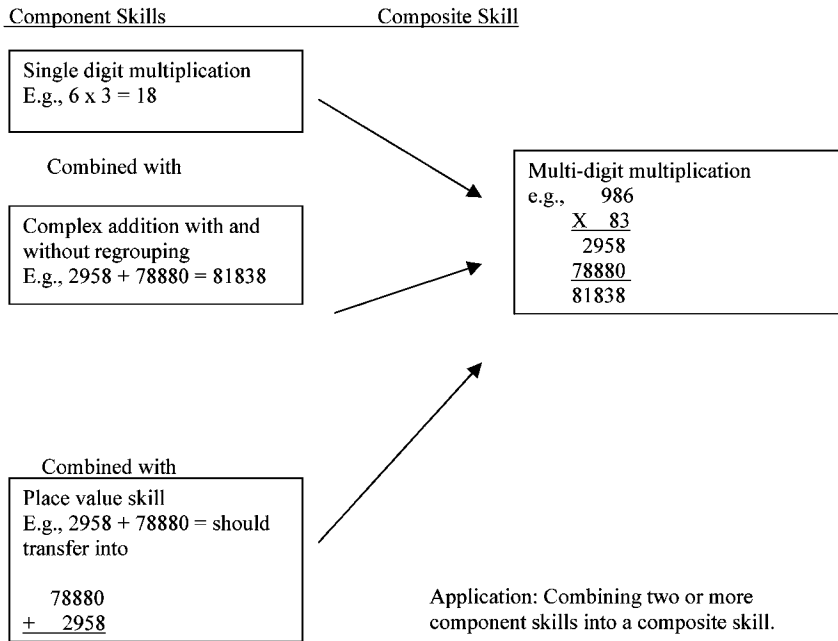 Component Skills
Composite Skill
Single digit multiplication
E.g., 6 x 3 = 18
Combined with
Complex addition with and
without regrouping
E.g., 2958 + 78880 = 81838
Combined with
Place value skill
E.g., 2958 + 78880 = should
transfer into
78880
+ 2958
Multi-digit multiplication
e.g., 986
X 83
2958
78880
81838
Application: Combining two or more
component skills into a composite skill.